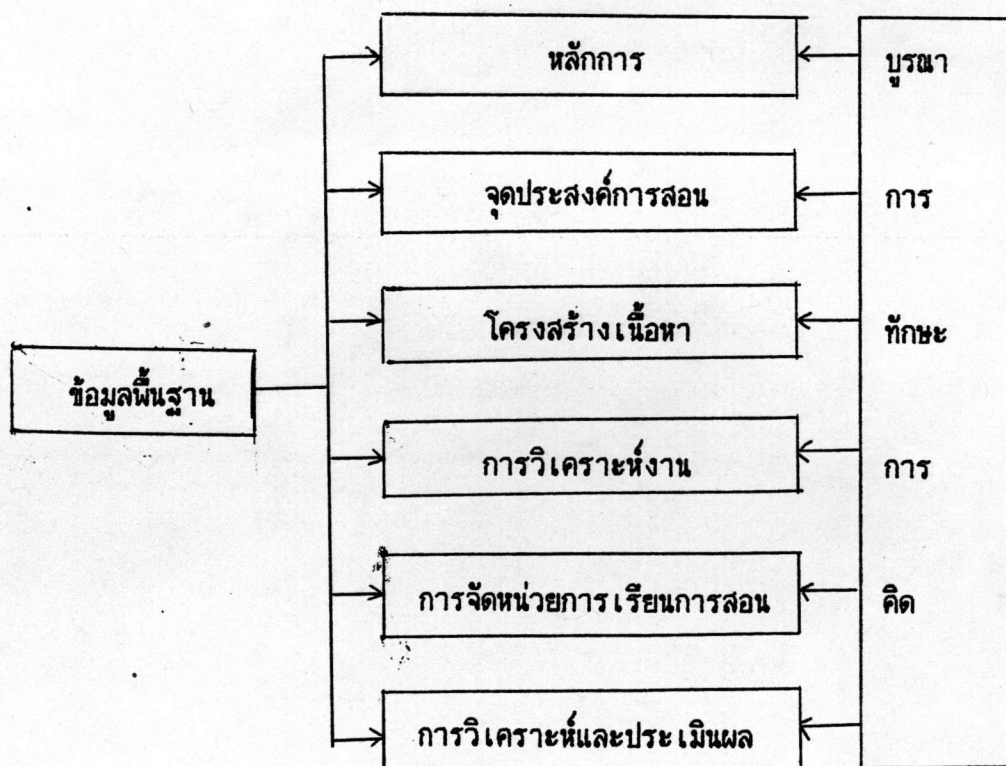 หลักการ
บูรณา
จุดประสงค์การสอน
การ
โครงสร้างเนื้อหา
ทักษะ
ข้อมูลพื้นฐาน
การวิเคราะห์งาน
การ
การจัดหน่วยการเรียนการสอน
คิด
การวิเคราะห์และประเมินผล